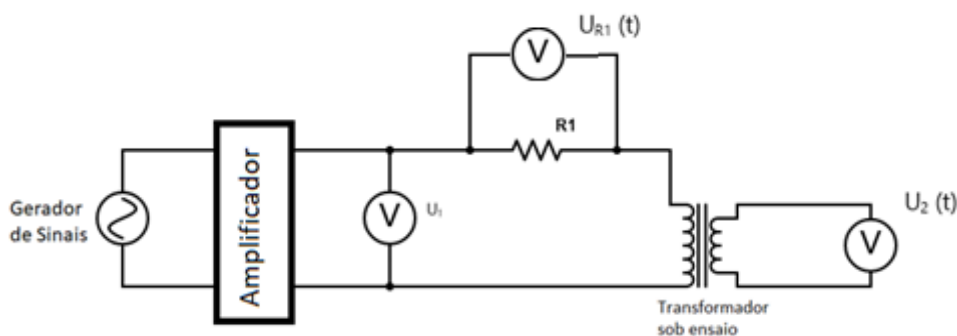 U_R1 (t)
V
R1
Gerador
de Sinais
Amplificador
V
U₁
U₂ (t)
V
Transformador
sob ensaio